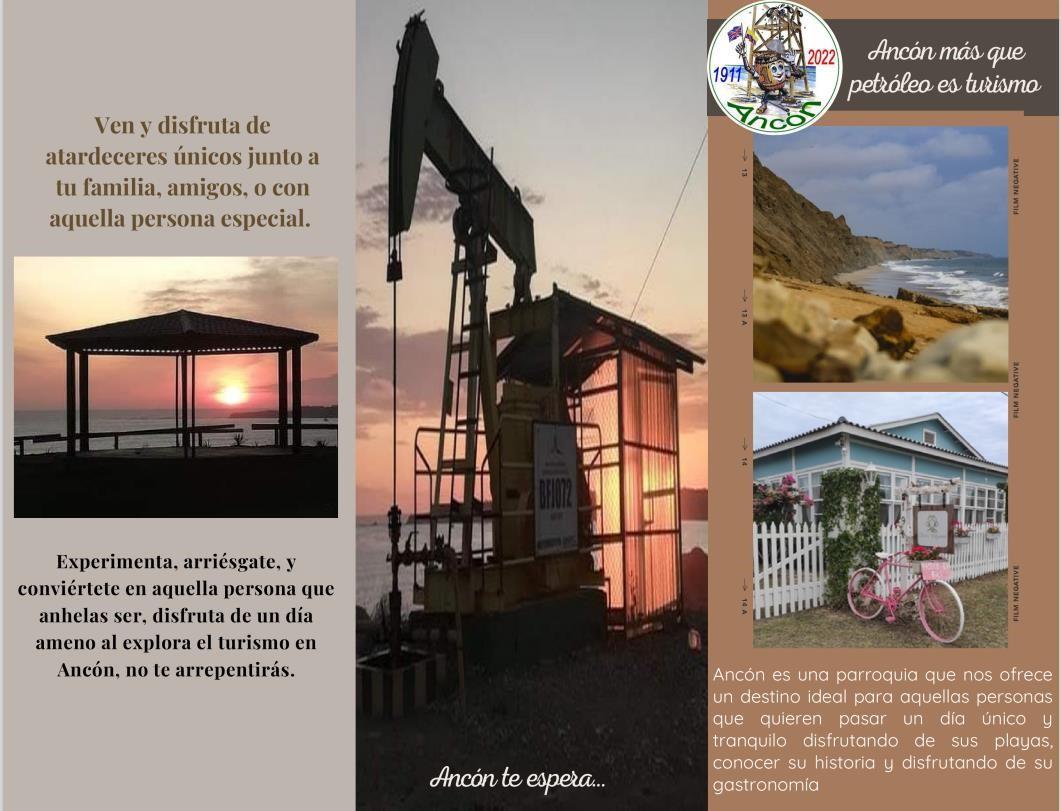 Ven y disfruta de
atardeceres únicos junto a
tu familia, amigos, o con
aquella persona especial.
Experimenta, arriésgate, y
conviértete en aquella persona que
anhelas ser, disfruta de un día
ameno al explora el turismo en
Ancón, no te arrepentirás.
BFI072
Ancón te espera...
1911
2022
Ancón
Ancón más que
petróleo es turismo
13
13 A
14
14 A
FILM NEGATIVE
FILM NEGATIVE
FILM NEGATIVE
Ancón es una parroquia que nos ofrece
un destino ideal para aquellas personas
que quieren pasar un día único y
tranquilo disfrutando de sus playas,
conocer su historia y disfrutando de su
gastronomía